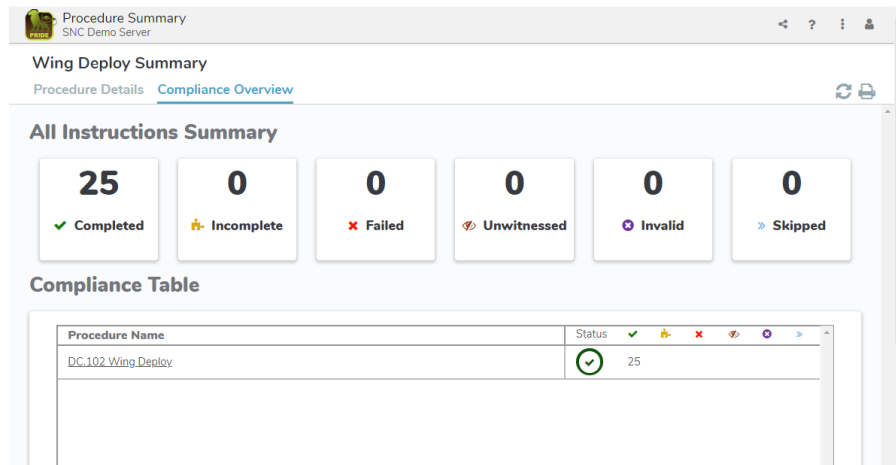 Procedure Summary
SNC Demo Server
PRIDE
?
Wing Deploy Summary
Procedure Details Compliance Overview
All Instructions Summary
25 0 0 0 0 0
Completed Incomplete Failed Unwitnessed Invalid Skipped
Compliance Table
Procedure Name Status
DC.102 Wing Deploy 25